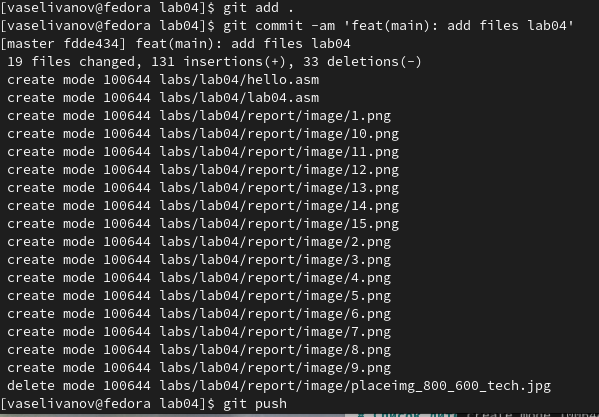 [vaselivanov@fedora lab04]$ git add .
[vaselivanov@fedora lab04]$ git commit -am 'feat(main): add files lab04'
[master fdde434] feat(main): add files lab04
 19 files changed, 131 insertions(+), 33 deletions(-)
 create mode 100644 labs/lab04/hello.asm
 create mode 100644 labs/lab04/lab04.asm
 create mode 100644 labs/lab04/report/image/1.png
 create mode 100644 labs/lab04/report/image/10.png
 create mode 100644 labs/lab04/report/image/11.png
 create mode 100644 labs/lab04/report/image/12.png
 create mode 100644 labs/lab04/report/image/13.png
 create mode 100644 labs/lab04/report/image/14.png
 create mode 100644 labs/lab04/report/image/15.png
 create mode 100644 labs/lab04/report/image/2.png
 create mode 100644 labs/lab04/report/image/3.png
 create mode 100644 labs/lab04/report/image/4.png
 create mode 100644 labs/lab04/report/image/5.png
 create mode 100644 labs/lab04/report/image/6.png
 create mode 100644 labs/lab04/report/image/7.png
 create mode 100644 labs/lab04/report/image/8.png
 create mode 100644 labs/lab04/report/image/9.png
 delete mode 100644 labs/lab04/report/image/placeimg_800_600_tech.jpg
[vaselivanov@fedora lab04]$ git push